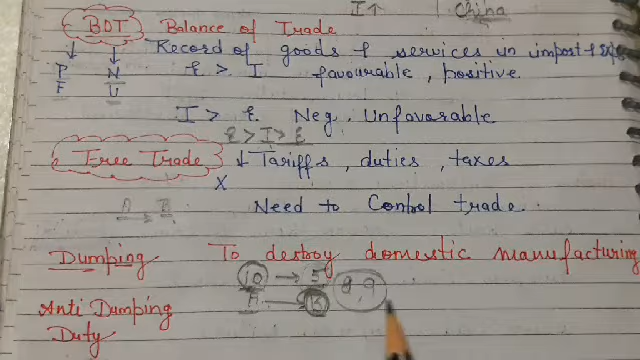 I↑ China
BOT Balance of Trade
Record of goods & services in import & Exp
P N E > I favourable, positive.
F U
I > E Neg. Unfavorable
E > I > E
Free Trade ↓ Tariffs, duties, taxes
X
A B Need to Control trade.
Dumping To destroy domestic manufacturing
10 → 5 8,9
Anti Dumping A
Duty